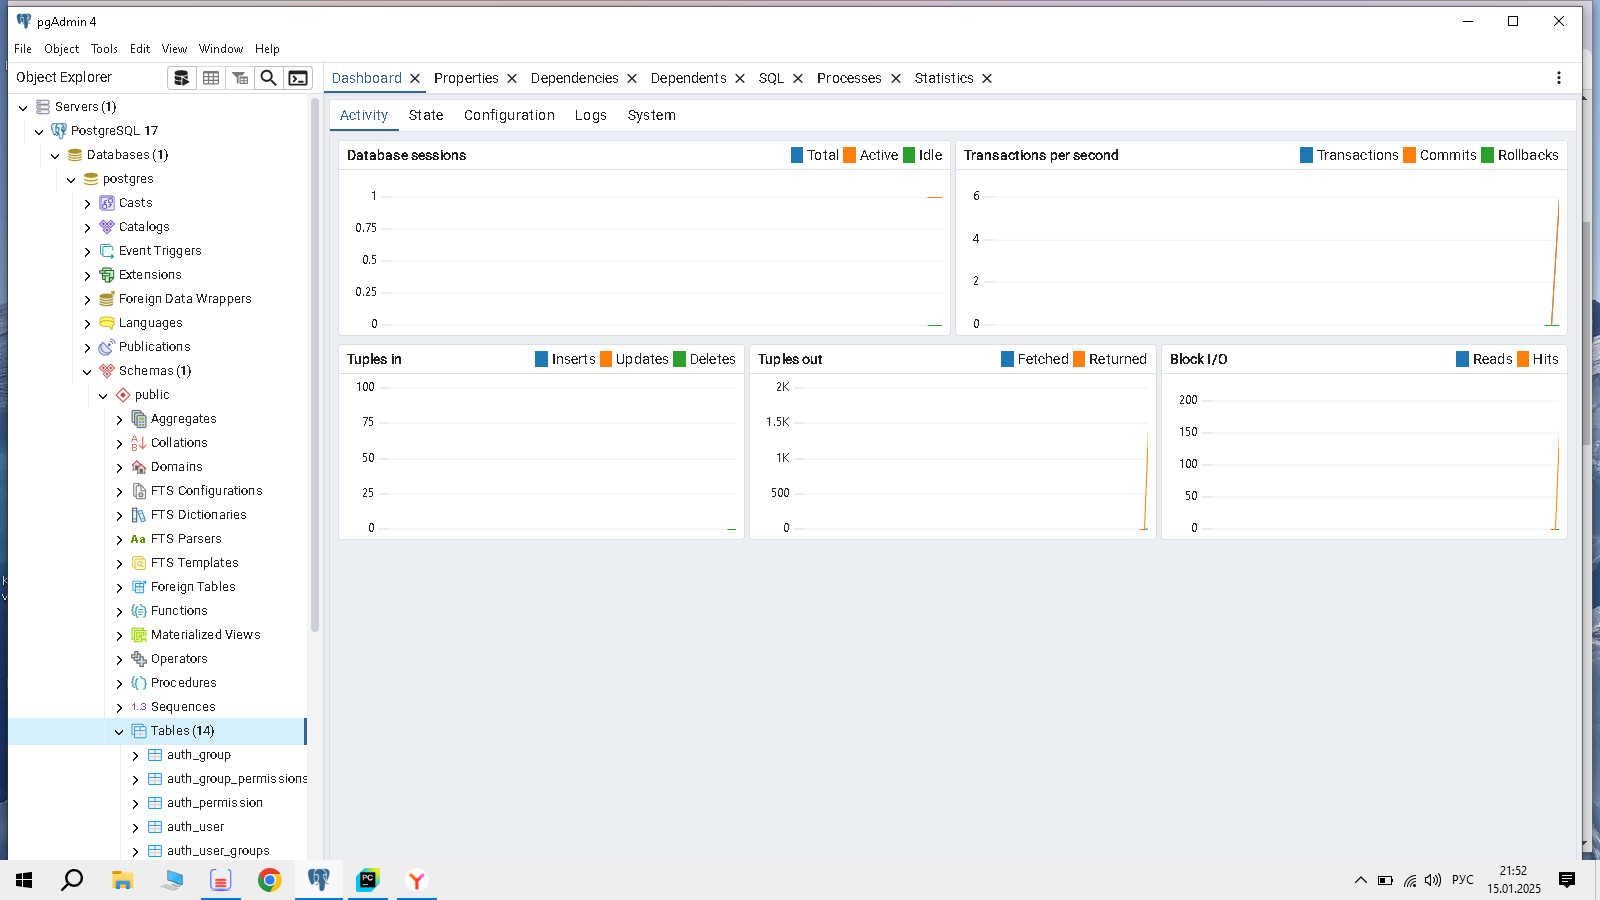 pgAdmin 4
File Object Tools Edit View Window Help
Object Explorer
Dashboard Properties Dependencies Dependents SQL Processes Statistics
Activity State Configuration Logs System
Servers (1)
PostgreSQL 17
Databases (1)
postgres
Casts
Catalogs
Event Triggers
Extensions
Foreign Data Wrappers
Languages
Publications
Schemas (1)
public
Aggregates
Collations
Domains
FTS Configurations
FTS Dictionaries
Aa FTS Parsers
FTS Templates
Foreign Tables
Functions
Materialized Views
Operators
Procedures
1.3 Sequences
Tables (14)
auth_group
auth_group_permissions
auth_permission
auth_user
auth_user_groups
Database sessions Total Active Idle
1
0.75
0.5
0.25
0
Transactions per second Transactions Commits Rollbacks
6
4
2
0
Tuples in Inserts Updates Deletes
100
75
50
25
0
Tuples out Fetched Returned
2K
1.5K
1K
500
0
Block I/O Reads Hits
200
150
100
50
0
PC
РУС
21:52
15.01.2025